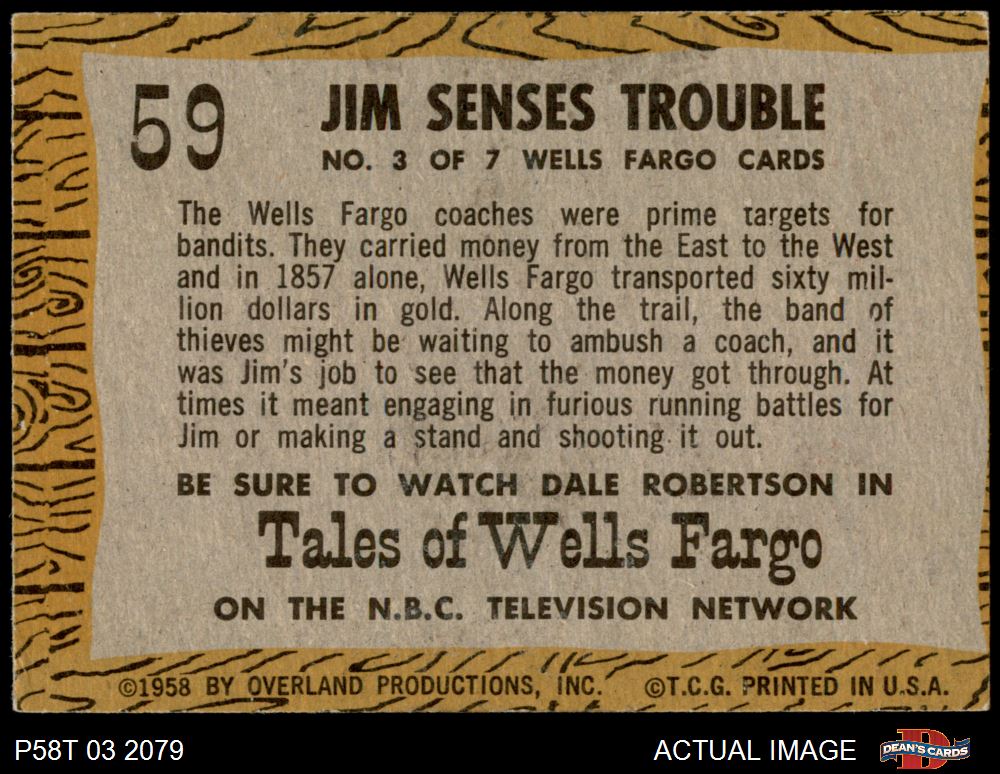 59
JIM SENSES TROUBLE
NO. 3 OF 7 WELLS FARGO CARDS
The Wells Fargo coaches were prime targets for
bandits. They carried money from the East to the West
and in 1857 alone, Wells Fargo transported sixty mil-
lion dollars in gold. Along the trail, the band of
thieves might be waiting to ambush a coach, and it
was Jim's job to see that the money got through. At
times it meant engaging in furious running battles for
Jim or making a stand and shooting it out.
BE SURE TO WATCH DALE ROBERTSON IN
Tales of Wells Fargo
ON THE N.B.C. TELEVISION NETWORK
©1958 BY OVERLAND PRODUCTIONS, INC. ©T.C.G. PRINTED IN U.S.A.
P58T 03 2079 ACTUAL IMAGE DEAN'S CARDS